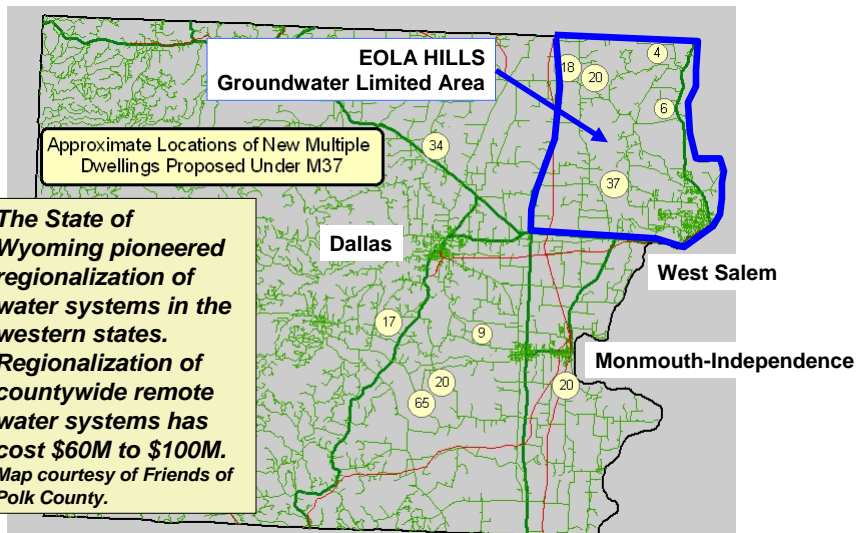 EOLA HILLS
Groundwater Limited Area
18
20
4
6
37
Approximate Locations of New Multiple
Dwellings Proposed Under M37
34
The State of
Wyoming pioneered
regionalization of
water systems in the
western states.
Regionalization of
countywide remote
water systems has
cost $60M to $100M.
Map courtesy of Friends of
Polk County.
Dallas
West Salem
17
9
Monmouth-Independence
20
65
20